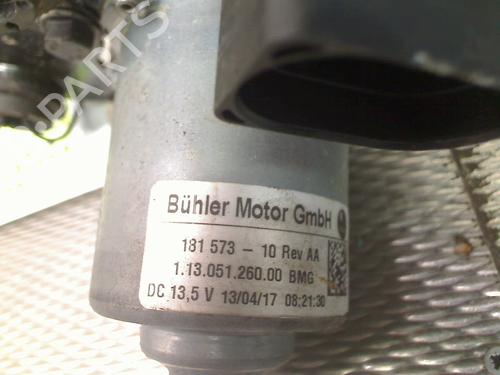 PARTS
Bühler Motor GmbH
181 573 - 10 Rev AA
1.13.051.260.00 BMG
DC 13,5 V 13/04/17 08:21:30